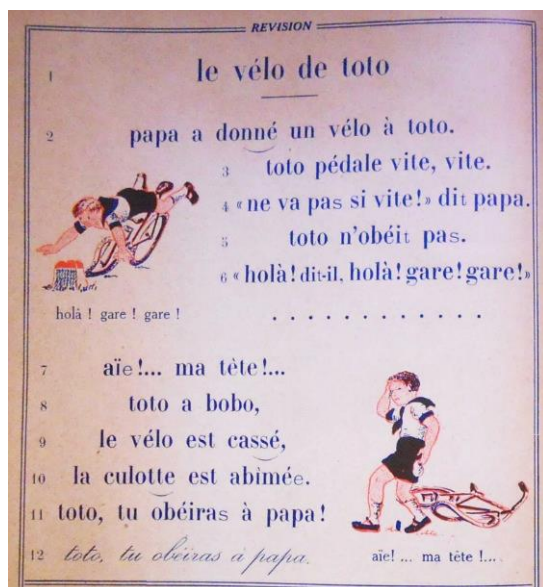 REVISION
1 le vélo de toto
2 papa a donné un vélo à toto.
3 toto pédale vite, vite.
4 « ne va pas si vite! » dit papa.
5 toto n'obéit pas.
6 « holà! dit-il, holà! gare! gare! »
holà ! gare ! gare !
. . . . . . . . . . . .
7 aïe!... ma tête!...
8 toto a bobo,
9 le vélo est cassé,
10 la culotte est abîmée.
11 toto, tu obéiras à papa!
12 toto, tu obéiras à papa.
aïe! ... ma tête !...